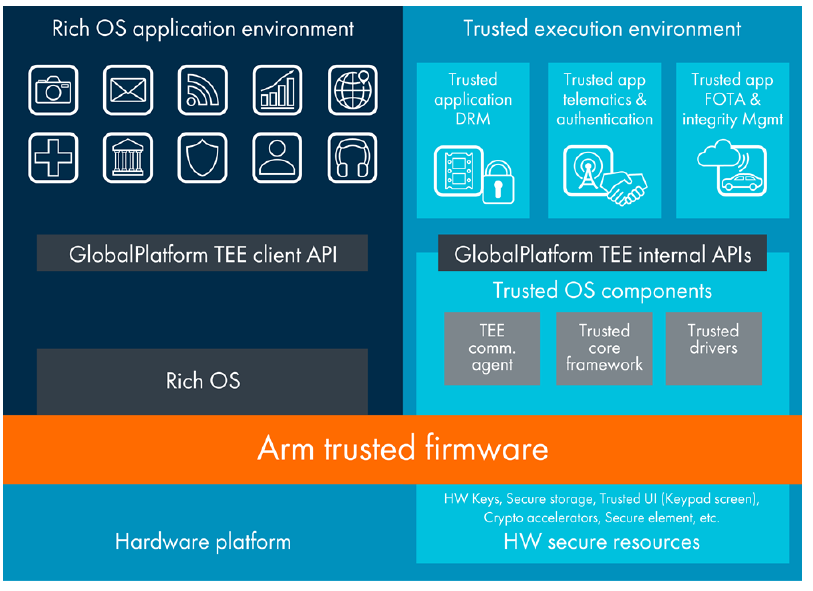 Rich OS application environment
Trusted execution environment
Trusted
application
DRM
Trusted app
telematics &
authentication
Trusted app
FOTA &
integrity Mgmt
GlobalPlatform TEE client API
GlobalPlatform TEE internal APIs
Trusted OS components
TEE
comm.
agent
Trusted
core
framework
Trusted
drivers
Rich OS
Arm trusted firmware
Hardware platform
HW Keys, Secure storage, Trusted UI (Keypad screen),
Crypto accelerators, Secure element, etc.
HW secure resources